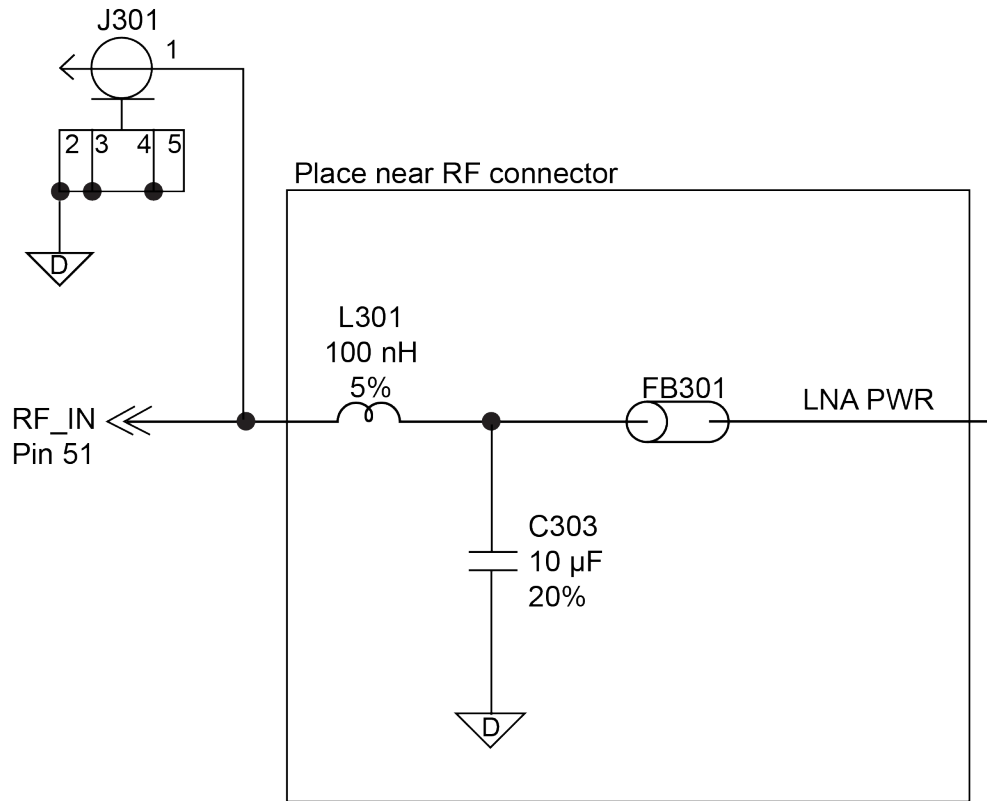 J301
1
2 3 4 5
D
Place near RF connector
L301
100 nH
5%
FB301
LNA PWR
RF_IN
Pin 51
C303
10 µF
20%
D